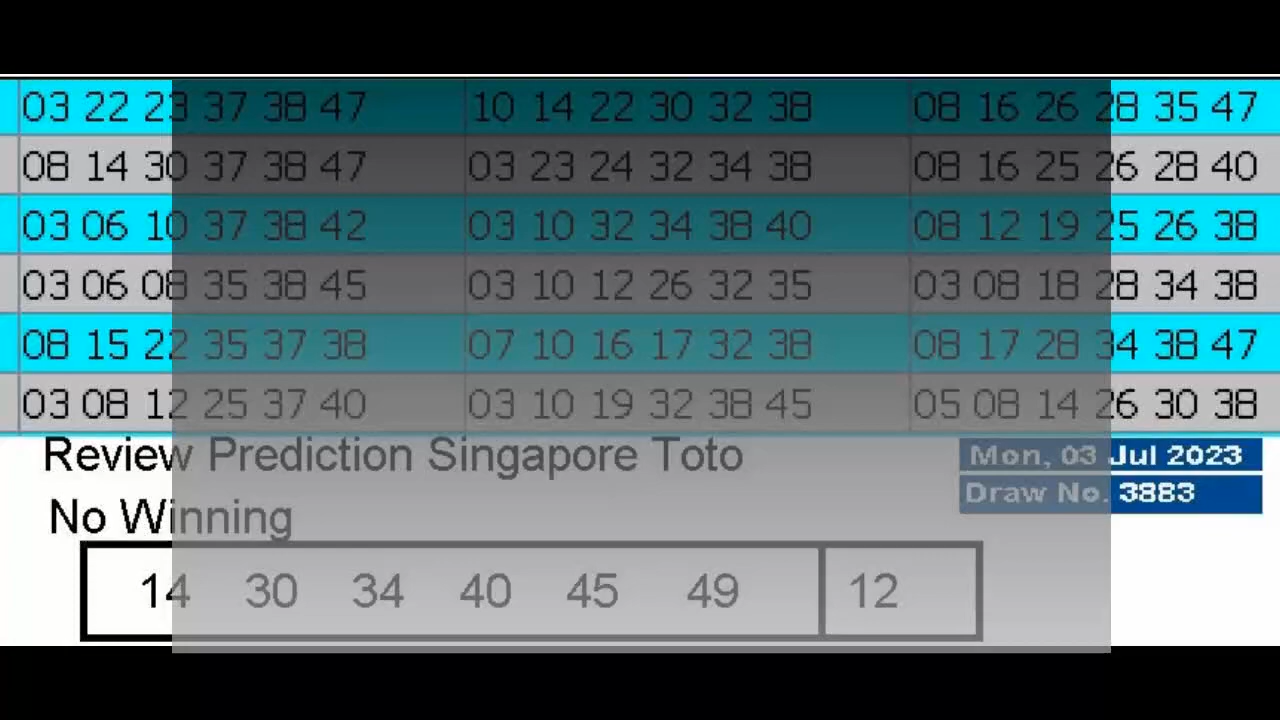 03 22 23 37 38 47 10 14 22 30 32 38 08 16 26 28 35 47
08 14 30 37 38 47 03 23 24 32 34 38 08 16 25 26 28 40
03 06 10 37 38 42 03 10 32 34 38 40 08 12 19 25 26 38
03 06 08 35 38 45 03 10 12 26 32 35 03 08 18 28 34 38
08 15 22 35 37 38 07 10 16 17 32 38 08 17 28 34 38 47
03 08 12 25 37 40 03 10 19 32 38 45 05 08 14 26 30 38
Review Prediction Singapore Toto
Mon, 03 Jul 2023
Draw No. 3883
No Winning
14 30 34 40 45 49 12